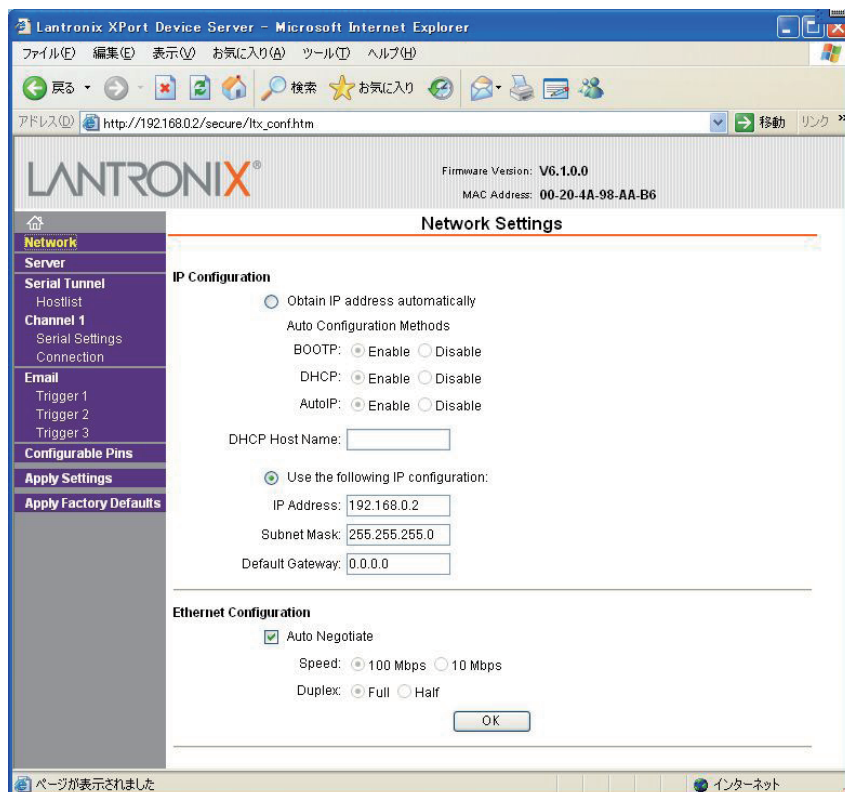 Lantronix XPort Device Server - Microsoft Internet Explorer
ファイル(F) 編集(E) 表示(V) お気に入り(A) ツール(T) ヘルプ(H)
戻る 検索 お気に入り
アドレス(D) http://192.168.0.2/secure/ltx_conf.htm 移動 リンク »
LANTRONIX®
Firmware Version: V6.1.0.0
MAC Address: 00-20-4A-98-AA-B6
Network
Server
Serial Tunnel
Hostlist
Channel 1
Serial Settings
Connection
Email
Trigger 1
Trigger 2
Trigger 3
Configurable Pins
Apply Settings
Apply Factory Defaults
Network Settings
IP Configuration
Obtain IP address automatically
Auto Configuration Methods
BOOTP: Enable Disable
DHCP: Enable Disable
AutoIP: Enable Disable
DHCP Host Name:
Use the following IP configuration:
IP Address: 192.168.0.2
Subnet Mask: 255.255.255.0
Default Gateway: 0.0.0.0
Ethernet Configuration
Auto Negotiate
Speed: 100 Mbps 10 Mbps
Duplex: Full Half
OK
ページが表示されました インターネット